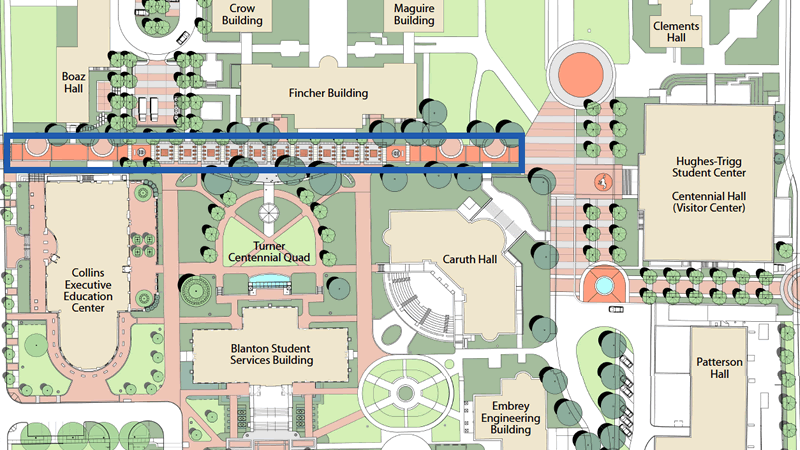 Crow
Building
Maguire
Building
Clements
Hall
Boaz
Hall
Fincher Building
Hughes-Trigg
Student Center
Centennial Hall
(Visitor Center)
Turner
Centennial Quad
Collins
Executive
Education
Center
Caruth Hall
Blanton Student
Services Building
Patterson
Hall
Embrey
Engineering
Building